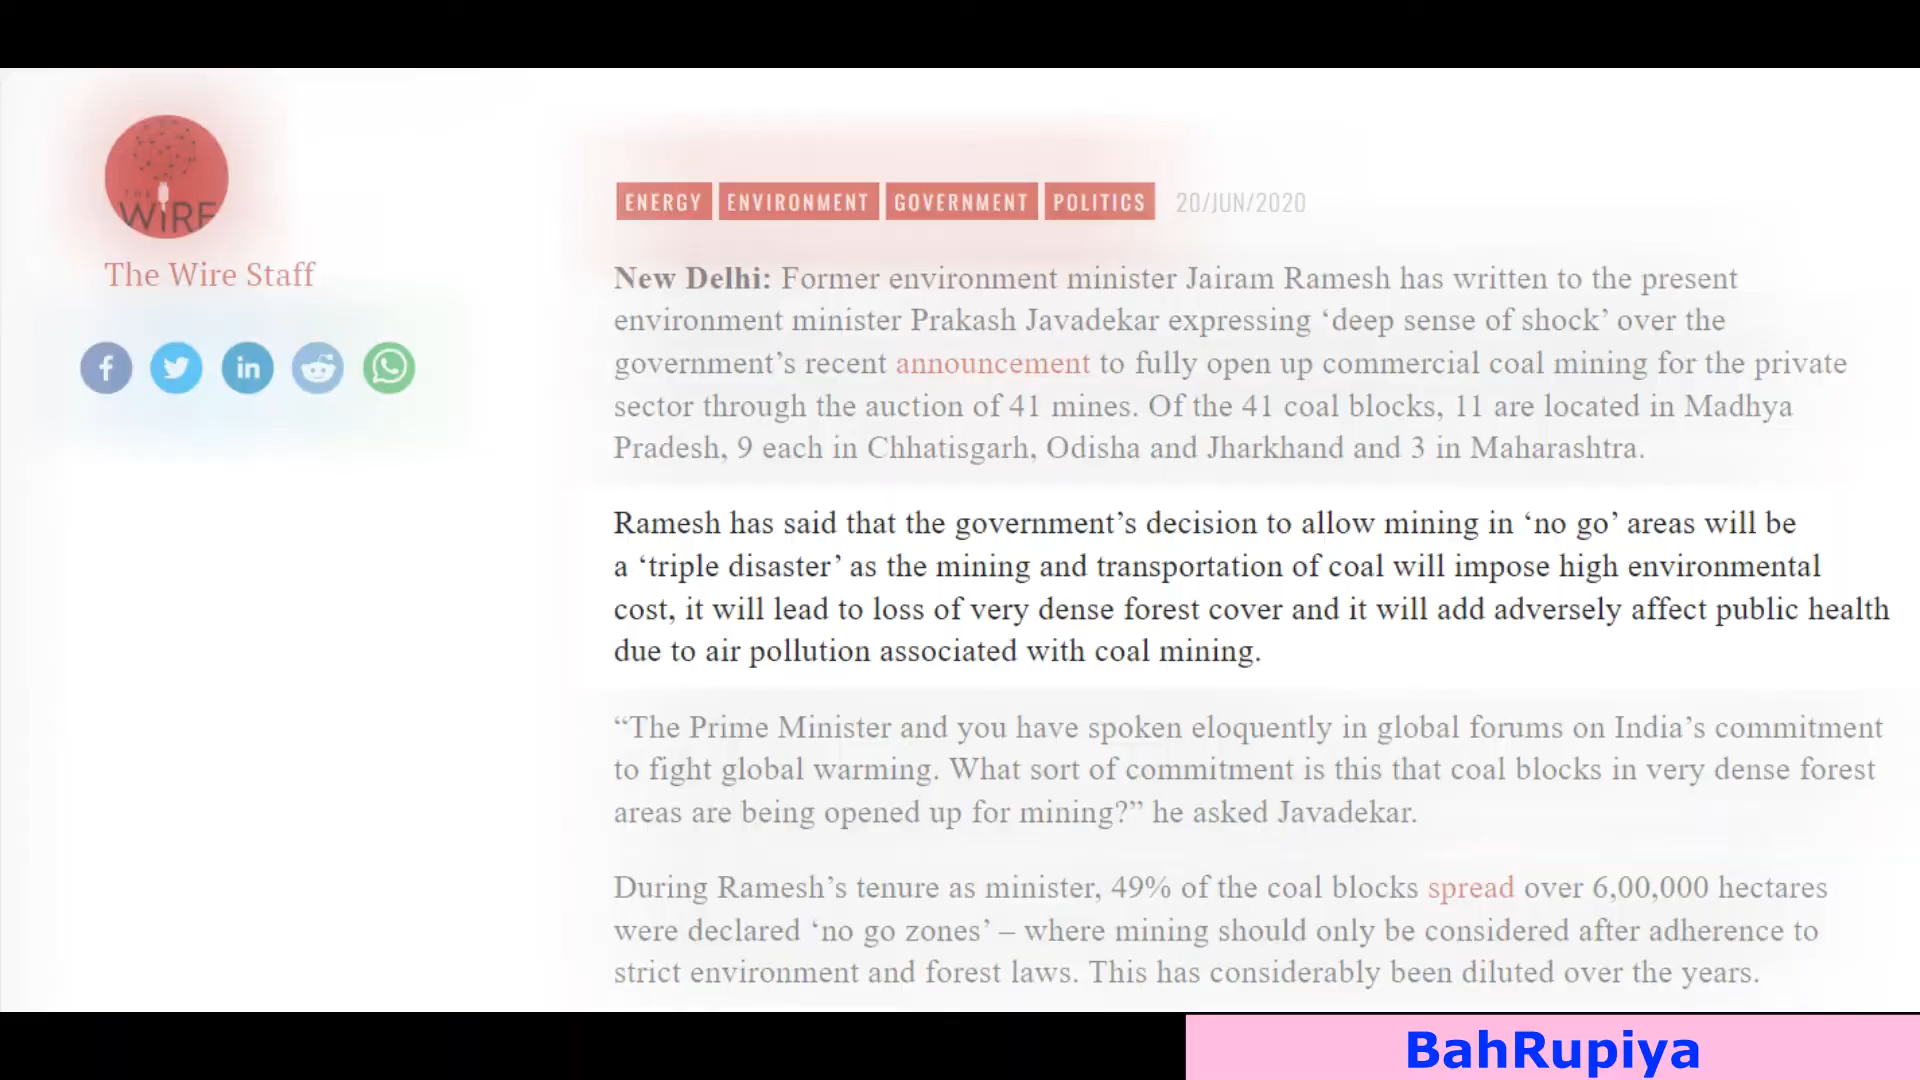 THE
WiRE
The Wire Staff
ENERGY ENVIRONMENT GOVERNMENT POLITICS 20/JUN/2020
New Delhi: Former environment minister Jairam Ramesh has written to the present
environment minister Prakash Javadekar expressing ‘deep sense of shock’ over the
government’s recent announcement to fully open up commercial coal mining for the private
sector through the auction of 41 mines. Of the 41 coal blocks, 11 are located in Madhya
Pradesh, 9 each in Chhatisgarh, Odisha and Jharkhand and 3 in Maharashtra.
Ramesh has said that the government’s decision to allow mining in ‘no go’ areas will be
a ‘triple disaster’ as the mining and transportation of coal will impose high environmental
cost, it will lead to loss of very dense forest cover and it will add adversely affect public health
due to air pollution associated with coal mining.
“The Prime Minister and you have spoken eloquently in global forums on India’s commitment
to fight global warming. What sort of commitment is this that coal blocks in very dense forest
areas are being opened up for mining?” he asked Javadekar.
During Ramesh’s tenure as minister, 49% of the coal blocks spread over 6,00,000 hectares
were declared ‘no go zones’ – where mining should only be considered after adherence to
strict environment and forest laws. This has considerably been diluted over the years.
BahRupiya